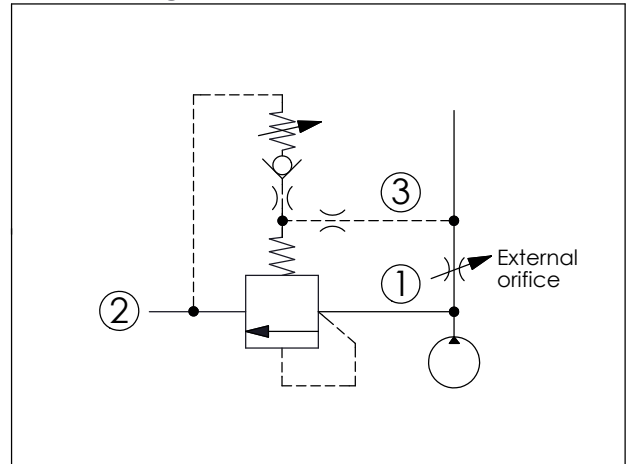 ③
①
External
orifice
②